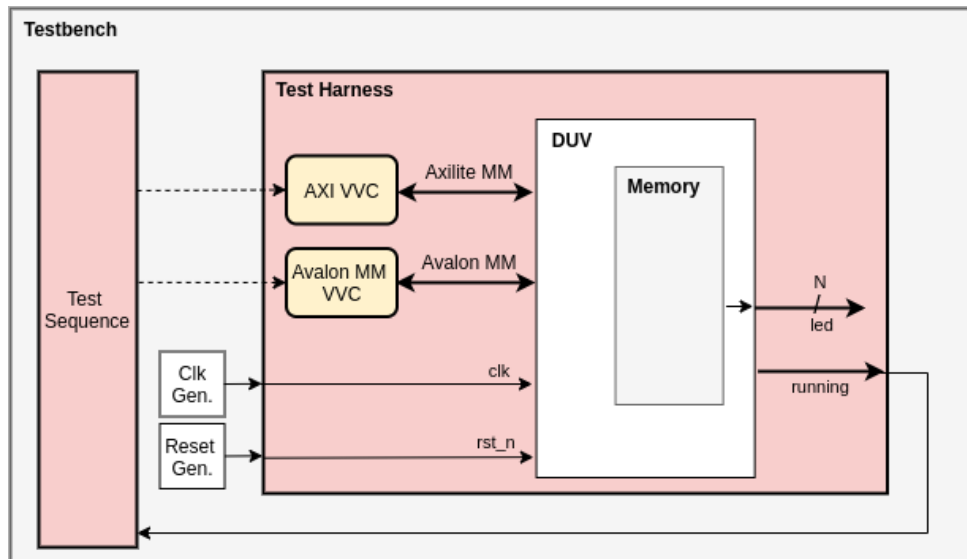 Testbench
Test Harness
DUV
Memory
AXI VVC
Axilite MM
Avalon MM
VVC
Avalon MM
Test
Sequence
N
led
Clk
Gen.
clk
running
Reset
Gen.
rst_n